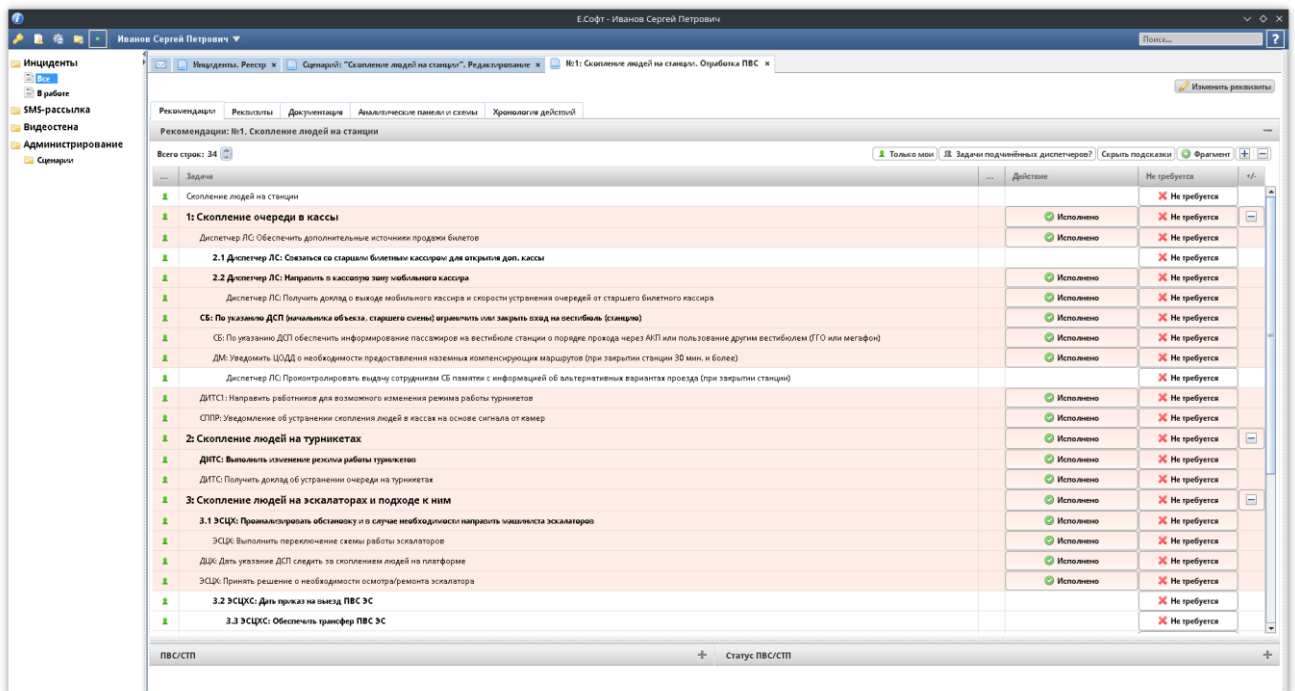 Е.Софт - Иванов Сергей Петрович
Иванов Сергей Петрович
Поиск...
?
Инциденты
Все
В работе
SMS-рассылка
Видеостена
Администрирование
Сценарии
Инциденты. Реестр ×
Сценарий: "Скопление людей на станции". Редактирование ×
№1: Скопление людей на станции. Отработка ПВС ×
Изменить реквизиты
Рекомендации Реквизиты Документация Аналитические панели и схемы Хронология действий
Рекомендации: №1, Скопление людей на станции
Всего строк: 34
Только мои Задачи подчинённых диспетчеров? Скрыть подсказки Фрагмент
... Задача ... Действие Не требуется +/-
Скопление людей на станции Не требуется
1: Скопление очереди в кассы Исполнено Не требуется
Диспетчер ЛС: Обеспечить дополнительные источники продажи билетов Исполнено Не требуется
2.1 Диспетчер ЛС: Связаться со старшим билетным кассиром для открытия доп. кассы Не требуется
2.2 Диспетчер ЛС: Направить в кассовую зону мобильного кассира Исполнено Не требуется
Диспетчер ЛС: Получить доклад о выходе мобильного кассира и скорости устранения очередей от старшего билетного кассира Исполнено Не требуется
СБ: По указанию ДСП (начальника объекта, старшего смены) ограничить или закрыть вход на вестибюль (станцию) Исполнено Не требуется
СБ: По указанию ДСП обеспечить информирование пассажиров на вестибюле станции о порядке прохода через АКП или пользование другим вестибюлем (ГГО или мегафон) Исполнено Не требуется
ДМ: Уведомить ЦОДД о необходимости предоставления наземных компенсирующих маршрутов (при закрытии станции 30 мин. и более) Исполнено Не требуется
Диспетчер ЛС: Проконтролировать выдачу сотрудникам СБ памятки с информацией об альтернативных вариантах проезда (при закрытии станции) Не требуется
ДИТС1: Направить работников для возможного изменения режима работы турникетов Исполнено Не требуется
СППР: Уведомление об устранении скопления людей в кассах на основе сигнала от камер Исполнено Не требуется
2: Скопление людей на турникетах Исполнено Не требуется
ДИТС: Выполнить изменение режима работы турникетов Исполнено Не требуется
ДИТС: Получить доклад об устранении очереди на турникетах Исполнено Не требуется
3: Скопление людей на эскалаторах и подходе к ним Исполнено Не требуется
3.1 ЭСЦХ: Проанализировать обстановку и в случае необходимости направить машиниста эскалаторов Исполнено Не требуется
ЭСЦХ: Выполнить переключение схемы работы эскалаторов Исполнено Не требуется
ДЦХ: Дать указание ДСП следить за скоплением людей на платформе Исполнено Не требуется
ЭСЦХ: Принять решение о необходимости осмотра/ремонта эскалатора Исполнено Не требуется
3.2 ЭСЦХС: Дать приказ на выезд ПВС ЭС Не требуется
3.3 ЭСЦХС: Обеспечить трансфер ПВС ЭС Не требуется
ПВС/СТП
Статус ПВС/СТП